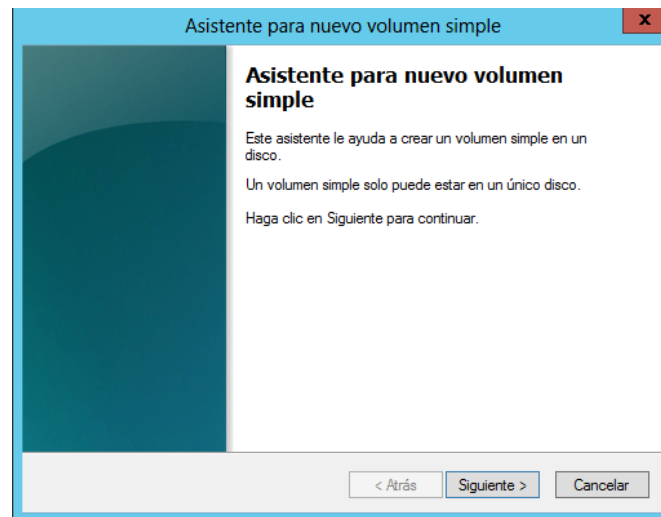 Asistente para nuevo volumen simple
x
Asistente para nuevo volumen
simple
Este asistente le ayuda a crear un volumen simple en un
disco.
Un volumen simple solo puede estar en un único disco.
Haga clic en Siguiente para continuar.
< Atrás Siguiente > Cancelar